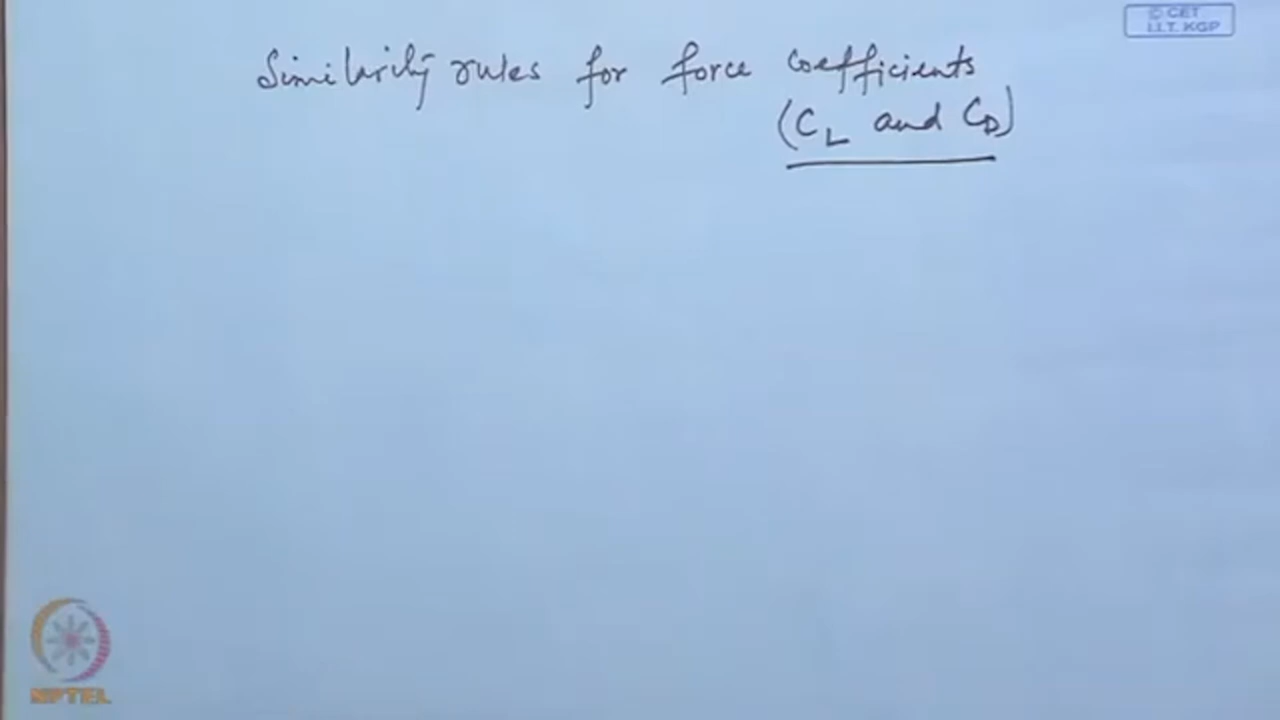 © CET
I.I.T. KGP
Similarity rules for force coefficients
(CL and CD)
NPTEL